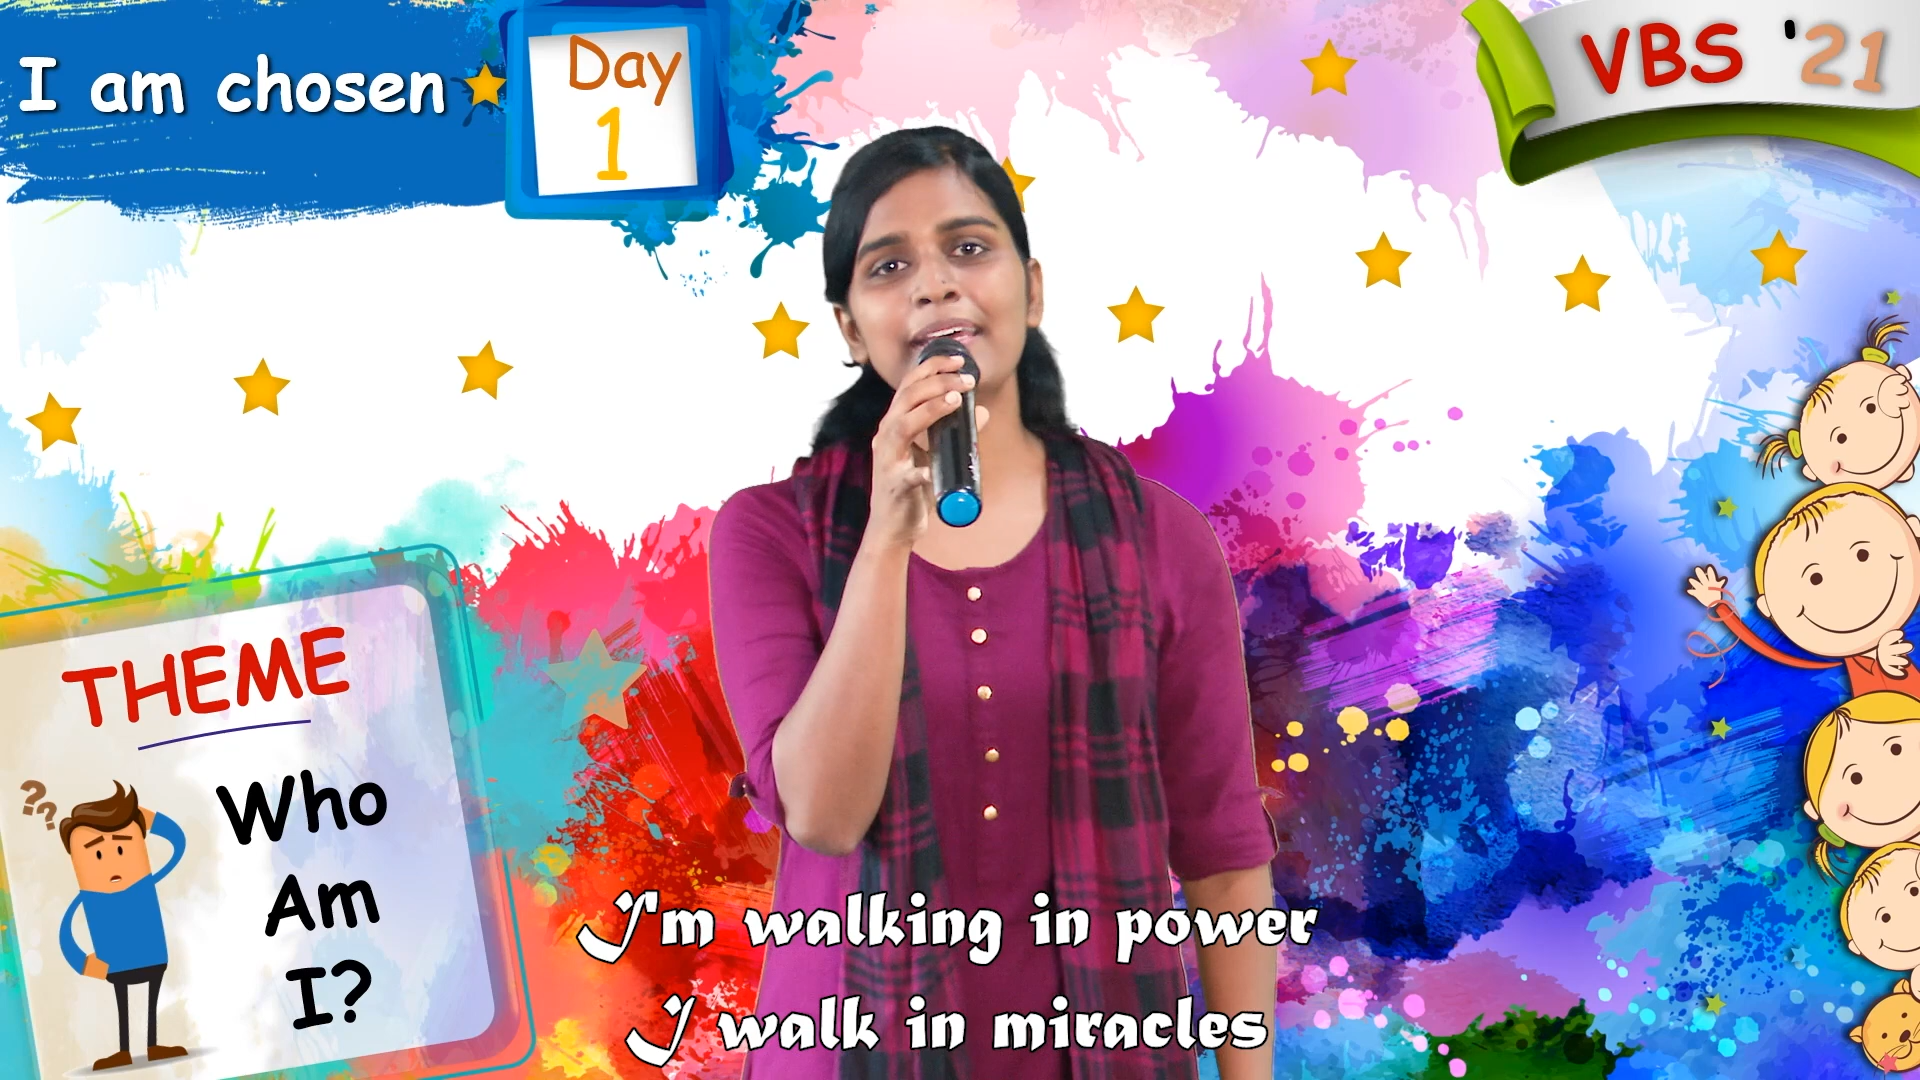 I am chosen
Day
1
VBS '21
THEME
??
Who
Am
I?
I'm walking in power
I walk in miracles